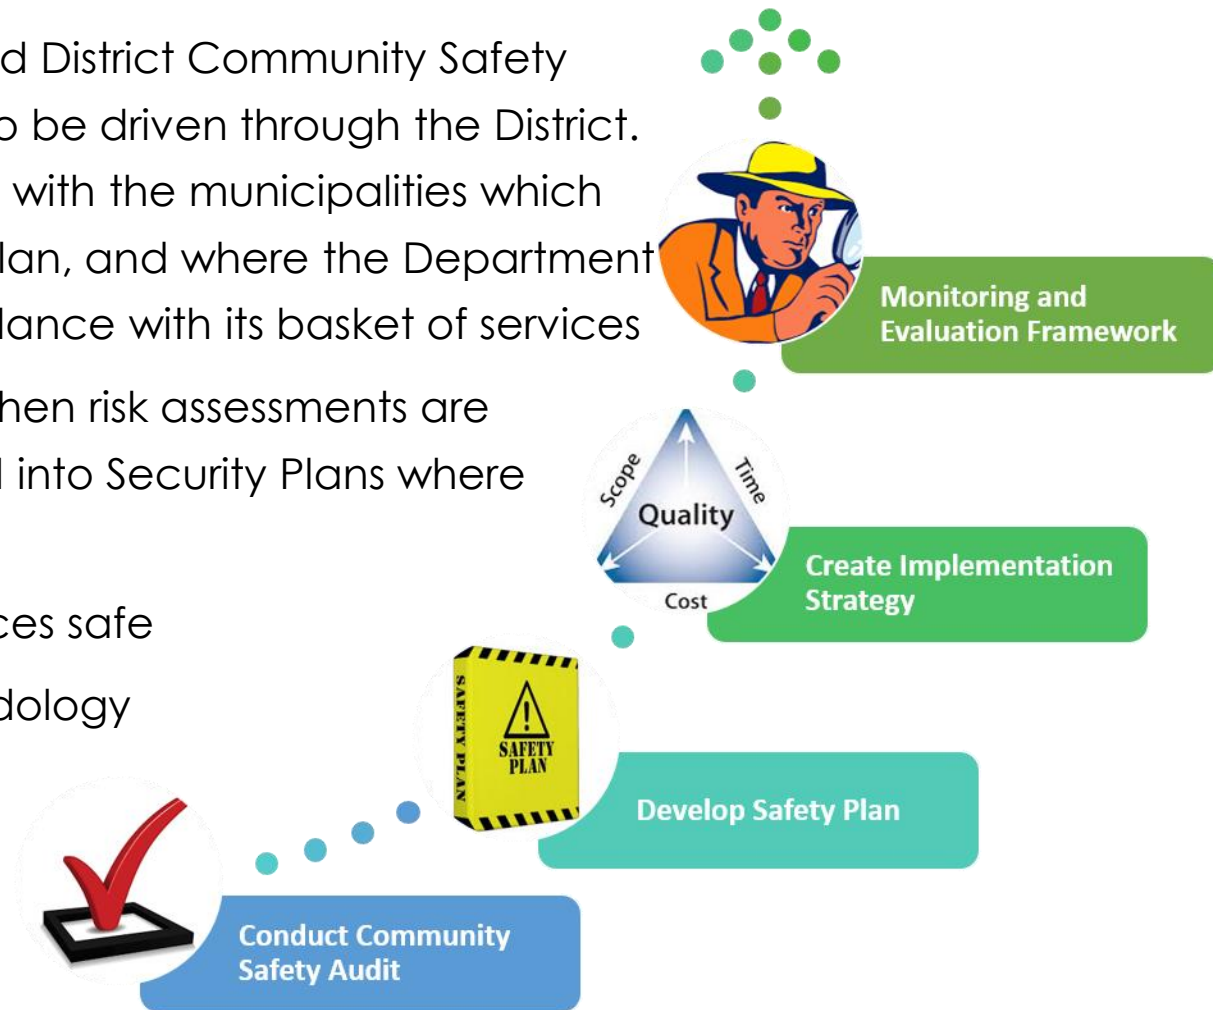 d District Community Safety
o be driven through the District.
with the municipalities which
lan, and where the Department
dance with its basket of services
hen risk assessments are
into Security Plans where
ces safe
dology
Monitoring and
Evaluation Framework
Scope
Time
Quality
Cost
Create Implementation
Strategy
SAFETY PLAN
SAFETY
PLAN
Develop Safety Plan
Conduct Community
Safety Audit